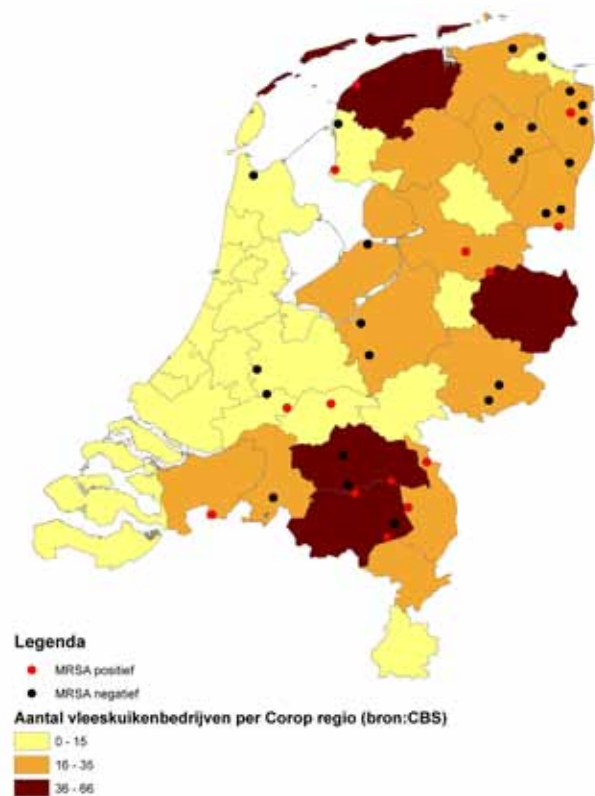 Legenda
MRSA positief
MRSA negatief
Aantal vleeskuikenbedrijven per Corop regio (bron:CBS)
0 - 15
16 - 35
36 - 66